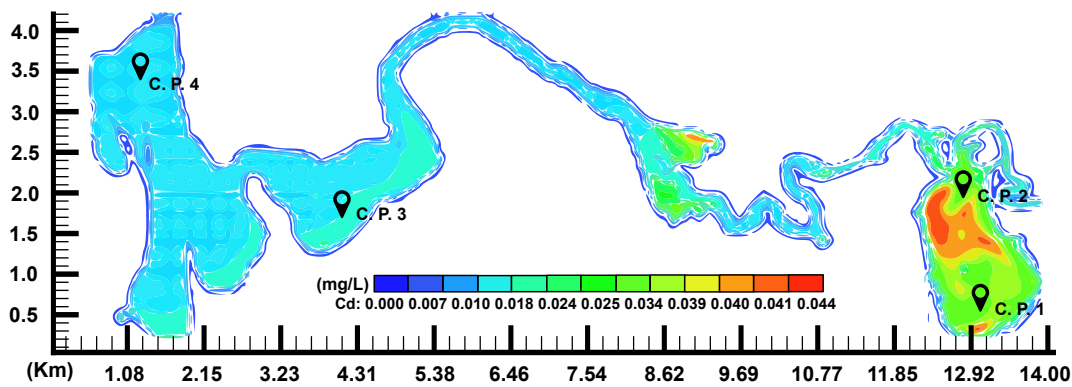 4.0
3.5
3.0
2.5
2.0
1.5
1.0
0.5
C. P. 4
C. P. 3
C. P. 2
C. P. 1
(mg/L)
Cd: 0.000 0.007 0.010 0.018 0.024 0.025 0.034 0.039 0.040 0.041 0.044
(Km) 1.08 2.15 3.23 4.31 5.38 6.46 7.54 8.62 9.69 10.77 11.85 12.92 14.00